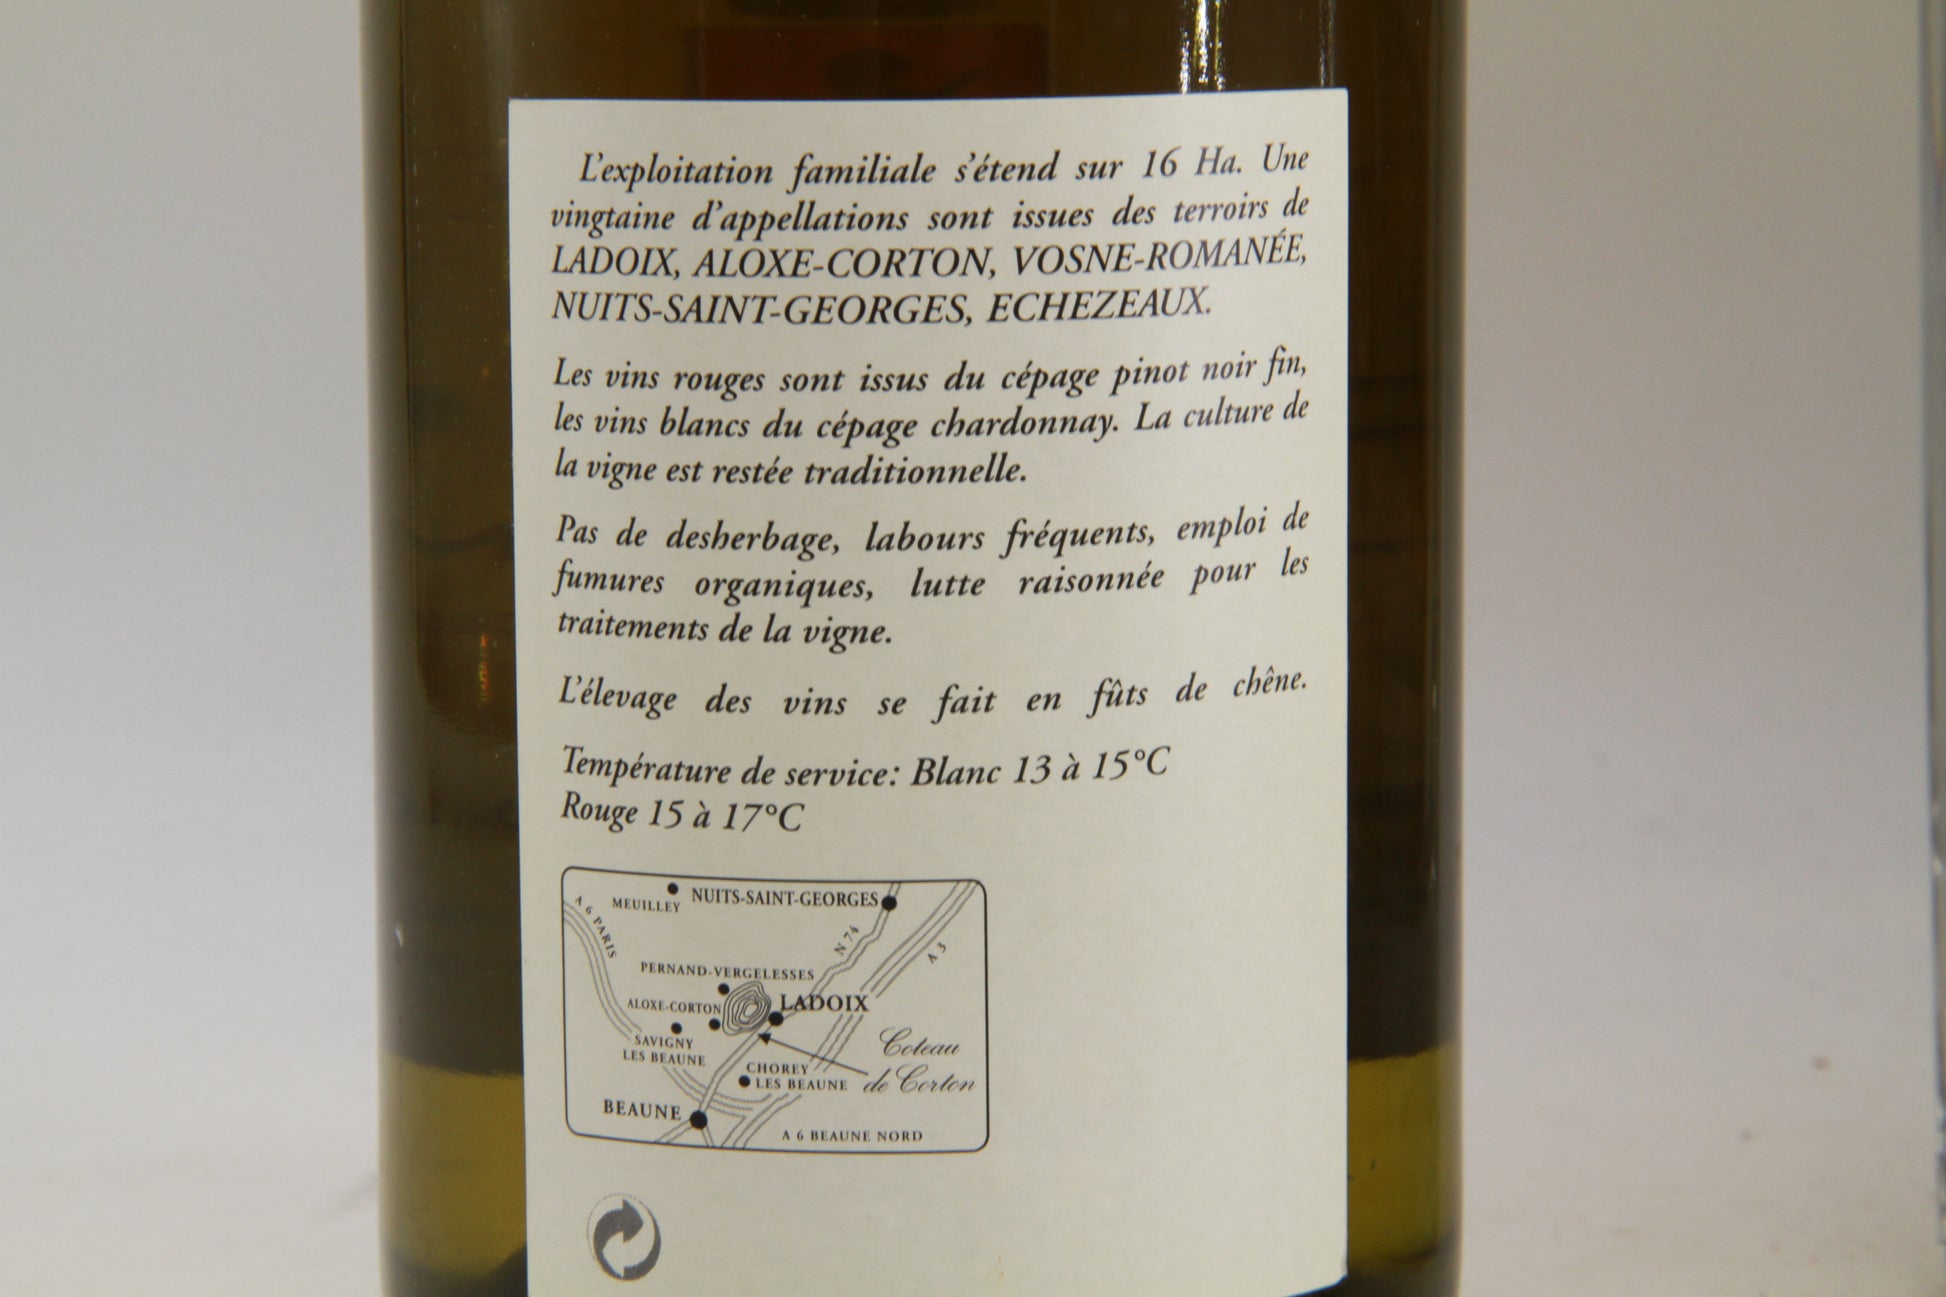 L'exploitation familiale s'étend sur 16 Ha. Une
vingtaine d'appellations sont issues des terroirs de
LADOIX, ALOXE-CORTON, VOSNE-ROMANÉE,
NUITS-SAINT-GEORGES, ECHEZEAUX.
Les vins rouges sont issus du cépage pinot noir fin,
les vins blancs du cépage chardonnay. La culture de
la vigne est restée traditionnelle.
Pas de desherbage, labours fréquents, emploi de
fumures organiques, lutte raisonnée pour les
traitements de la vigne.
L'élevage des vins se fait en fûts de chêne.
Température de service: Blanc 13 à 15°C
Rouge 15 à 17°C
MEUILLEY
NUITS-SAINT-GEORGES
A 6 PARIS
N 74
A 3
PERNAND-VERGELESSES
ALOXE-CORTON
LADOIX
SAVIGNY
LES BEAUNE
Coteau
de Corton
CHOREY
LES BEAUNE
BEAUNE
A 6 BEAUNE NORD